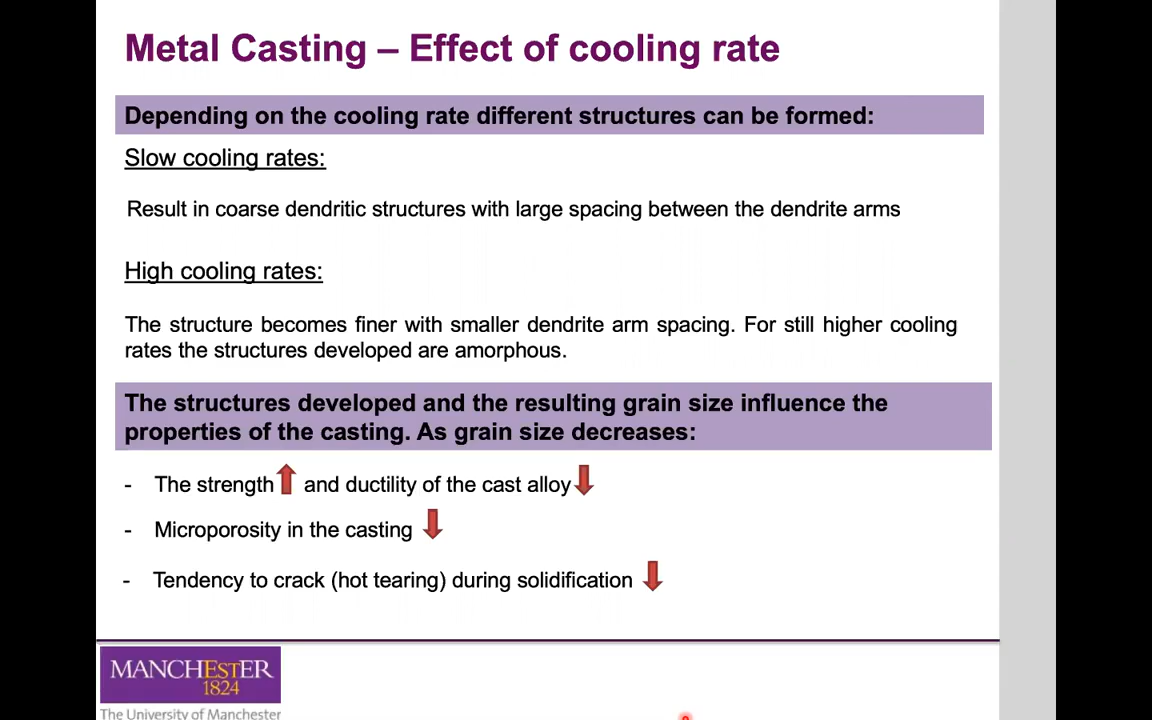 Metal Casting – Effect of cooling rate
Depending on the cooling rate different structures can be formed:
Slow cooling rates:
Result in coarse dendritic structures with large spacing between the dendrite arms
High cooling rates:
The structure becomes finer with smaller dendrite arm spacing. For still higher cooling
rates the structures developed are amorphous.
The structures developed and the resulting grain size influence the
properties of the casting. As grain size decreases:
- The strength and ductility of the cast alloy
- Microporosity in the casting
- Tendency to crack (hot tearing) during solidification
MANCHESTER
1824
The University of Manchester